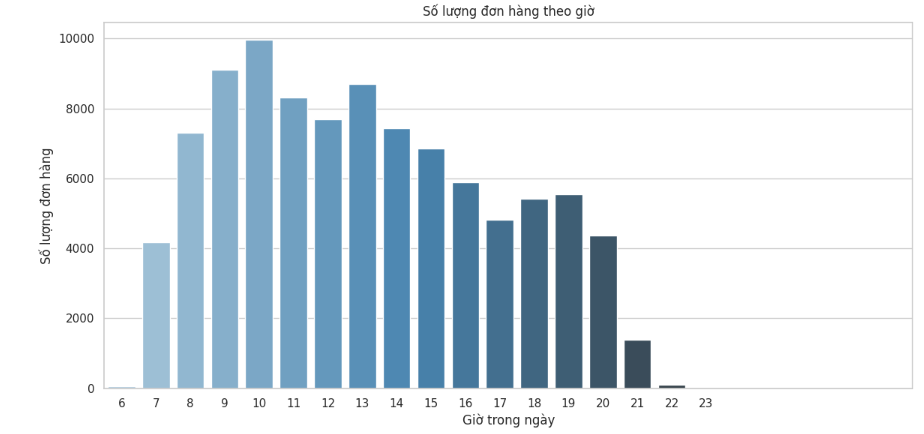 Số lượng đơn hàng theo giờ
Số lượng đơn hàng
10000
8000
6000
4000
2000
0
6 7 8 9 10 11 12 13 14 15 16 17 18 19 20 21 22 23
Giờ trong ngày